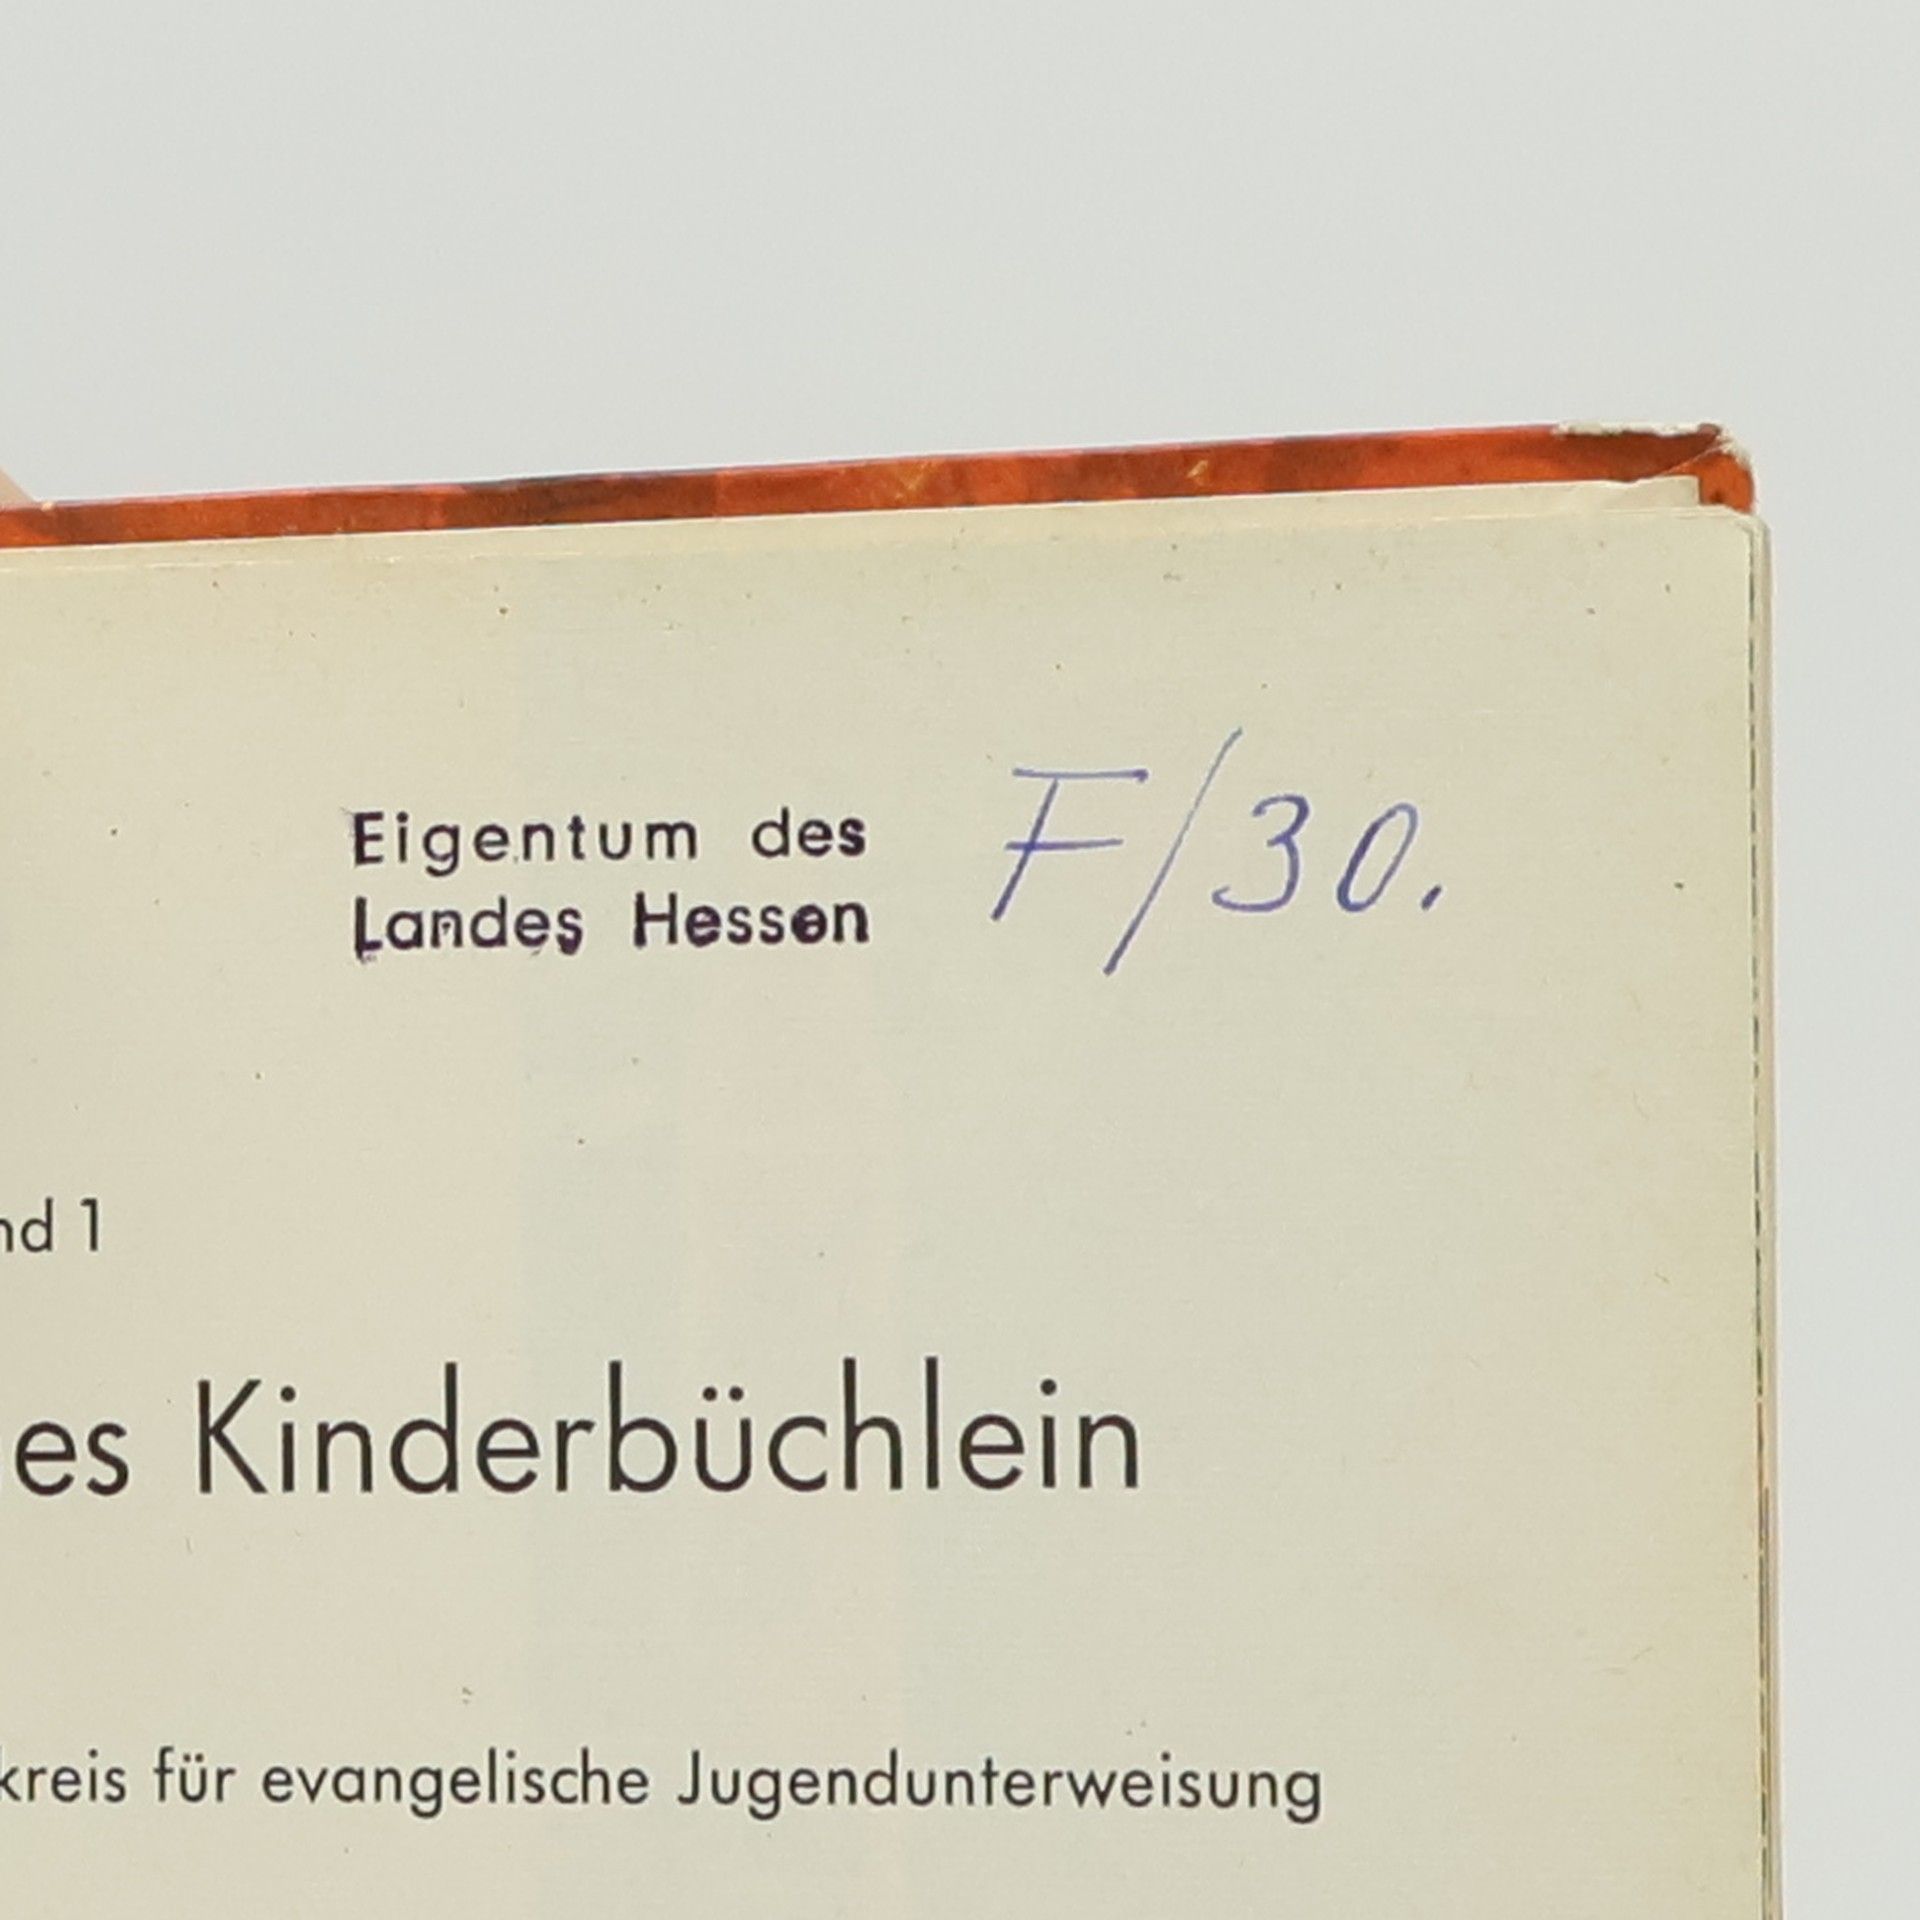 Eigentum des F/30.
Landes Hessen
nd 1
es Kinderbüchlein
kreis für evangelische Jugendunterweisung